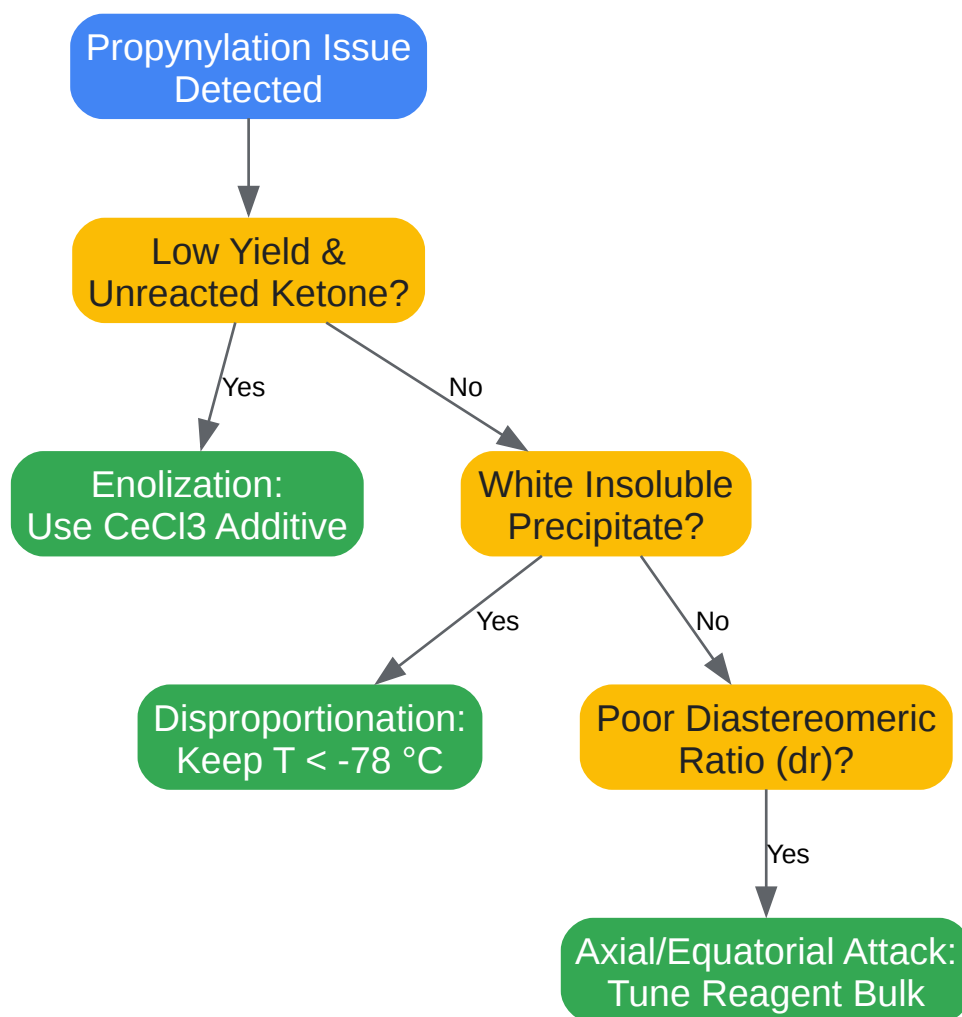 Propynylation Issue
Detected
Low Yield &
Unreacted Ketone?
Yes
No
Enolization:
Use CeCl3 Additive
White Insoluble
Precipitate?
Yes
No
Disproportionation:
Keep T < -78 °C
Poor Diastereomeric
Ratio (dr)?
Yes
Axial/Equatorial Attack:
Tune Reagent Bulk